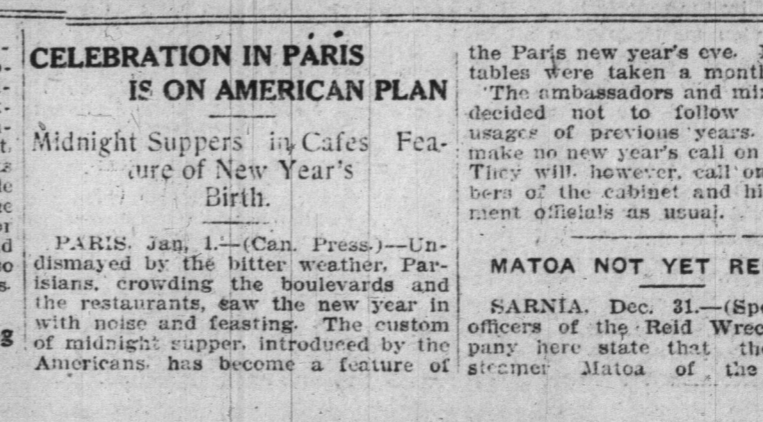 CELEBRATION IN PARIS
IS ON AMERICAN PLAN
Midnight Suppers in Cafes Fea-
ture of New Year's
Birth.
PARIS. Jan, 1.—(Can. Press.)—Un-
dismayed by the bitter weather, Par-
isians, crowding the boulevards and
the restaurants, saw the new year in
with noise and feasting. The custom
of midnight supper, introduced by the
Americans. has become a feature of
the Paris new year's eve.
tables were taken a month
'The ambassadors and
decided not to follow
usages of previous years.
make no new year's call on
They will. however, call on
bers of the cabinet and
ment officials as usual.
MATOA NOT YET
SARNIA. Dec. 31.—
officers of the Reid
pany here state that
steamer Matoa of the